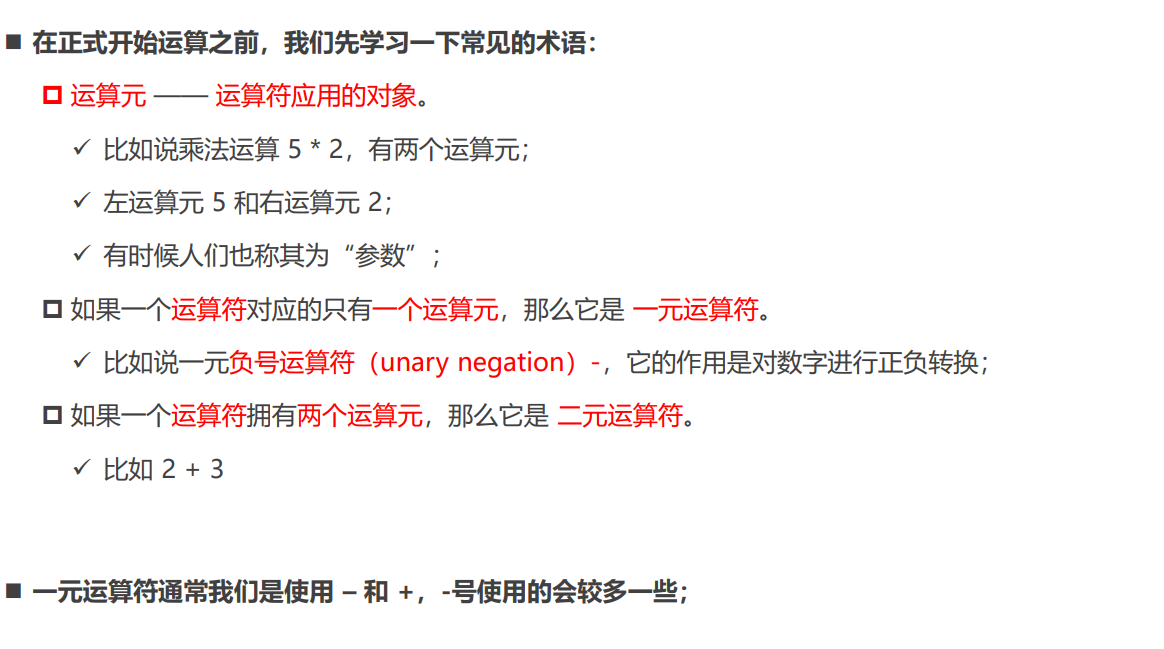 在正式开始运算之前，我们先学习一下常见的术语：
运算元 —— 运算符应用的对象。
比如说乘法运算 5 * 2，有两个运算元；
左运算元 5 和右运算元 2；
有时候人们也称其为“参数”；
如果一个运算符对应的只有一个运算元，那么它是 一元运算符。
比如说一元负号运算符（unary negation）-，它的作用是对数字进行正负转换；
如果一个运算符拥有两个运算元，那么它是 二元运算符。
比如 2 + 3
一元运算符通常我们是使用 – 和 +，-号使用的会较多一些；